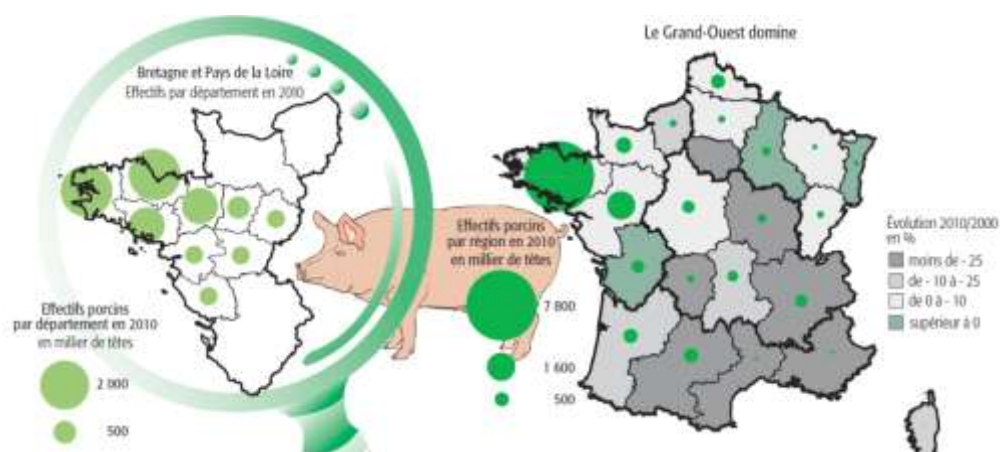 Bretagne et Pays de la Loire
Effectifs par département en 2010
Effectifs porcins
par département en 2010
en millier de têtes
2 000
500
Le Grand-Ouest domine
Effectifs porcins
par région en 2010
en millier de têtes
7 800
1 600
500
Évolution 2010/2000
en %
moins de - 25
de - 10 à - 25
de 0 à - 10
supérieur à 0